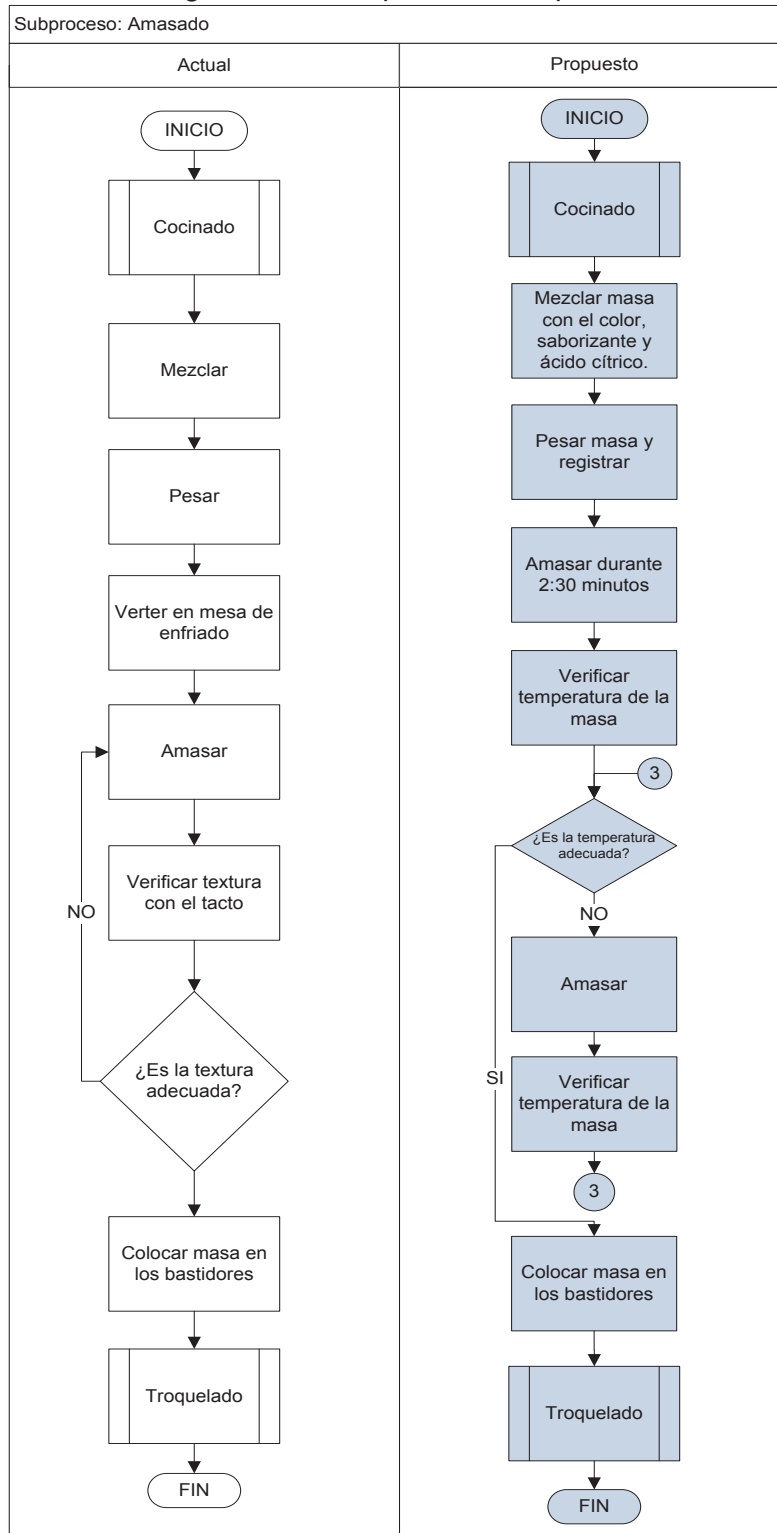 Subproceso: Amasado
Actual
Propuesto
INICIO
Cocinado
Mezclar
Pesar
Verter en mesa de
enfriado
Amasar
Verificar textura
con el tacto
NO
¿Es la textura
adecuada?
Colocar masa en
los bastidores
Troquelado
FIN
INICIO
Cocinado
Mezclar masa
con el color,
saborizante y
ácido cítrico.
Pesar masa y
registrar
Amasar durante
2:30 minutos
Verificar
temperatura de la
masa
3
¿Es la temperatura
adecuada?
NO
Amasar
SI
Verificar
temperatura de la
masa
3
Colocar masa en
los bastidores
Troquelado
FIN